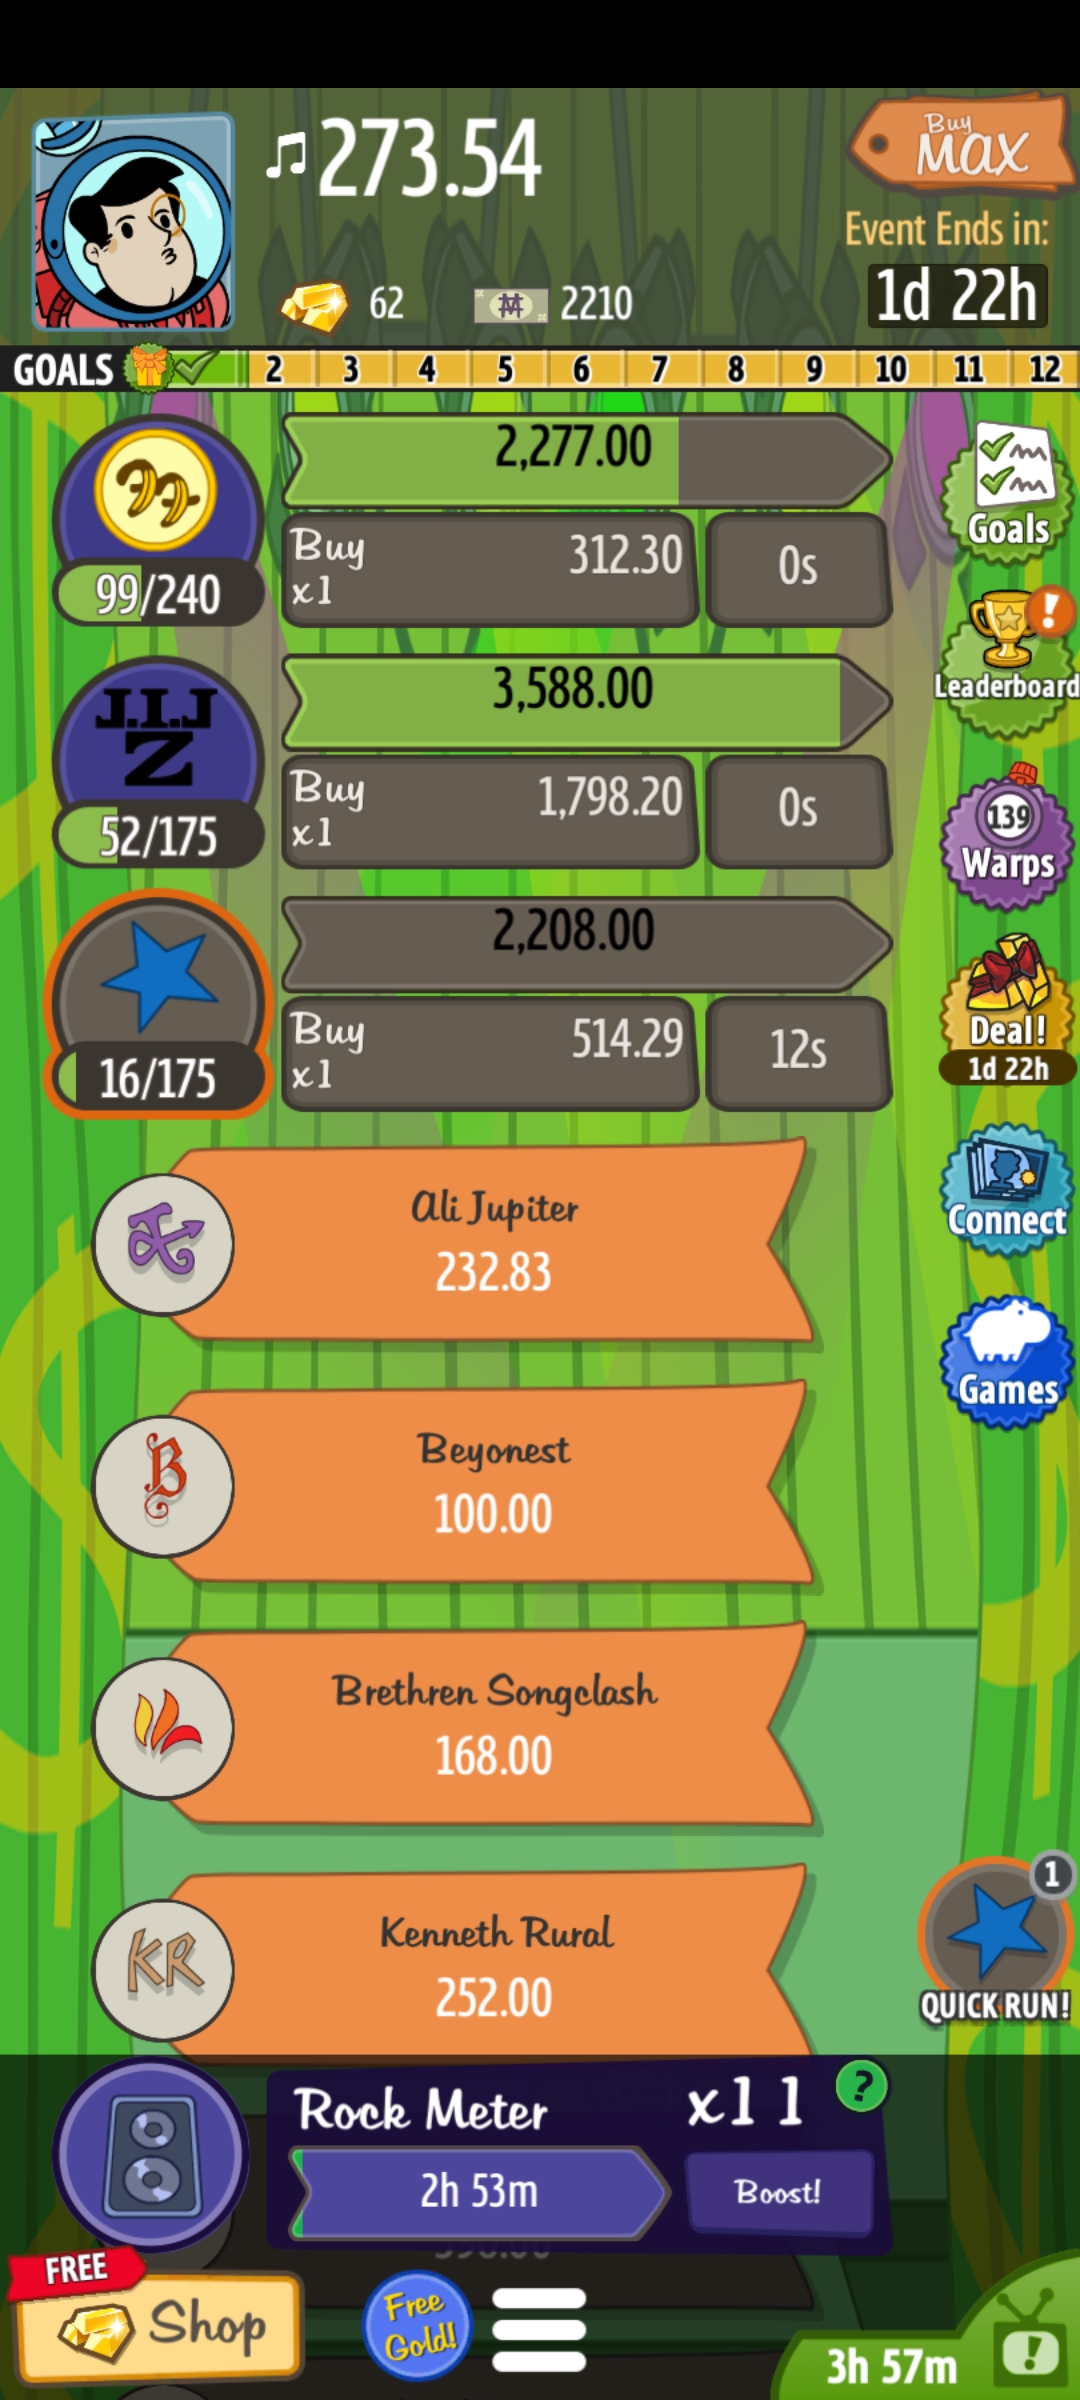 273.54
Buy
MAX
Event Ends in:
1d 22h
62
2210
GOALS 2 3 4 5 6 7 8 9 10 11 12
2,277.00
Buy
x1
312.30
0s
99/240
Goals
J.I.J
Z
3,588.00
Buy
x1
1,798.20
0s
52/175
Leaderboard
2,208.00
Buy
x1
514.29
12s
16/175
139
Warps
Deal!
1d 22h
Ali Jupiter
232.83
Connect
Beyonest
100.00
B
Games
Brethren Songclash
168.00
Kenneth Rural
252.00
KR
1
QUICK RUN!
Rock Meter
x11
?
2h 53m
Boost!
FREE
Shop
Free
Gold!
3h 57m